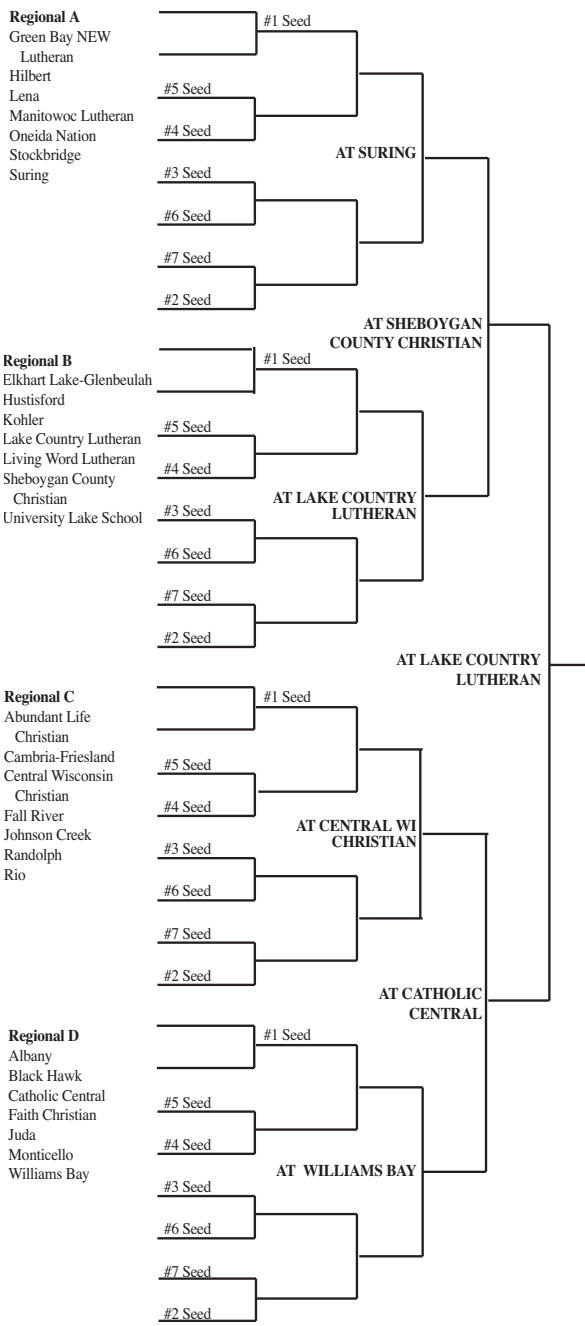 Regional A
Green Bay NEW
Lutheran
Hilbert
Lena
Manitowoc Lutheran
Oneida Nation
Stockbridge
Suring
#1 Seed
#5 Seed
#4 Seed
#3 Seed
#6 Seed
#7 Seed
#2 Seed
AT SURING
AT SHEBOYGAN
COUNTY CHRISTIAN
Regional B
Elkhart Lake-Glenbeulah
Hustisford
Kohler
Lake Country Lutheran
Living Word Lutheran
Sheboygan County
Christian
University Lake School
#1 Seed
#5 Seed
#4 Seed
#3 Seed
#6 Seed
#7 Seed
#2 Seed
AT LAKE COUNTRY
LUTHERAN
AT LAKE COUNTRY
LUTHERAN
Regional C
Abundant Life
Christian
Cambria-Friesland
Central Wisconsin
Christian
Fall River
Johnson Creek
Randolph
Rio
#1 Seed
#5 Seed
#4 Seed
#3 Seed
#6 Seed
#7 Seed
#2 Seed
AT CENTRAL WI
CHRISTIAN
AT CATHOLIC
CENTRAL
Regional D
Albany
Black Hawk
Catholic Central
Faith Christian
Juda
Monticello
Williams Bay
#1 Seed
#5 Seed
#4 Seed
#3 Seed
#6 Seed
#7 Seed
#2 Seed
AT WILLIAMS BAY